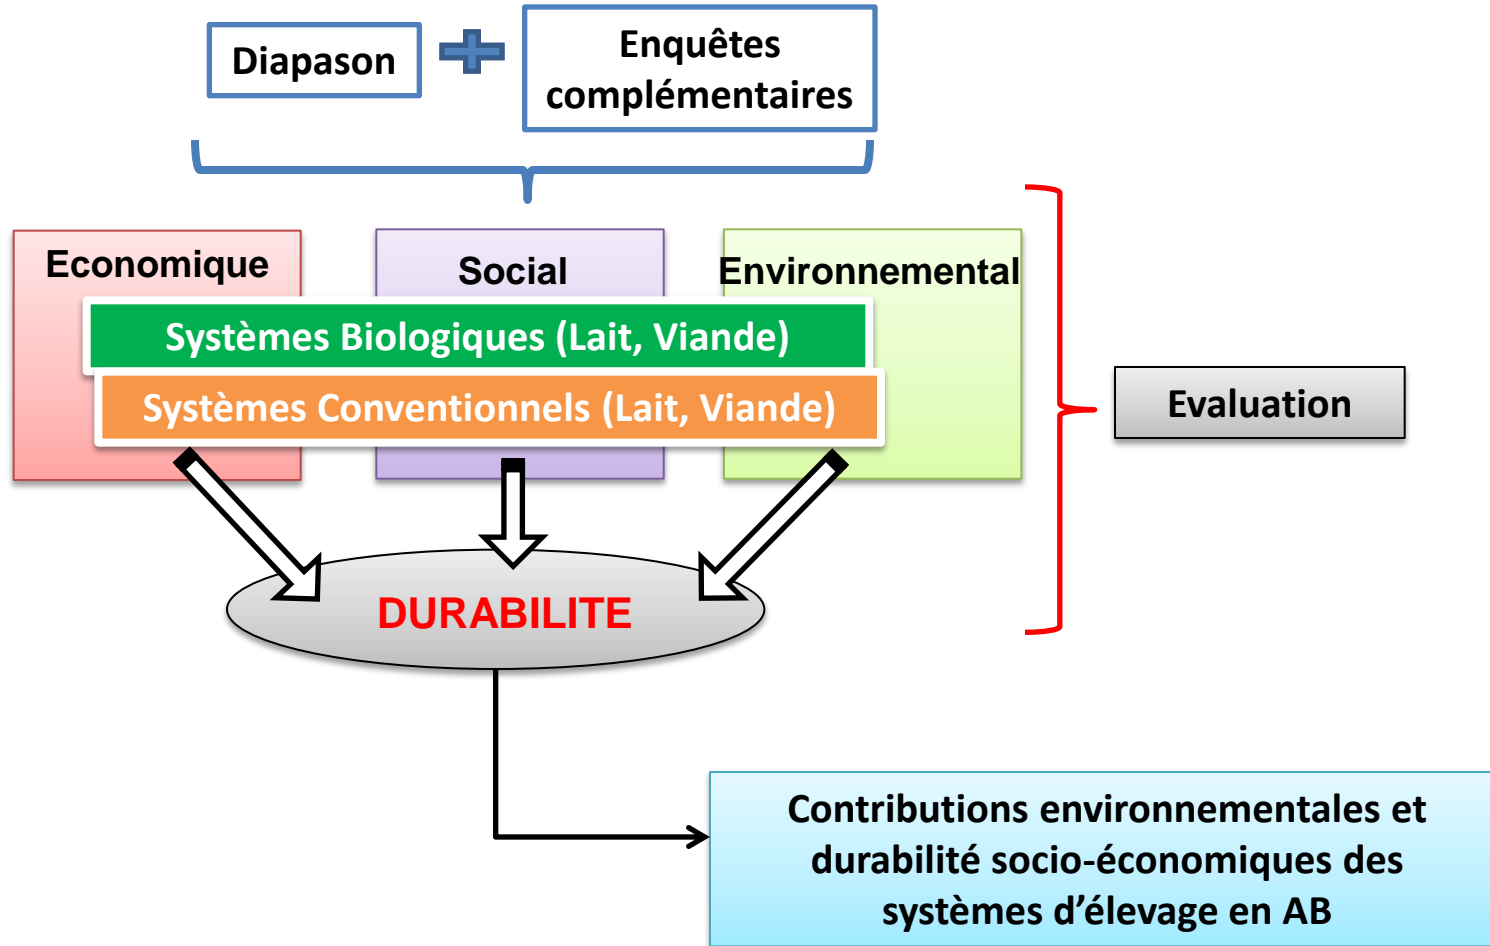 Diapason
Enquêtes
complémentaires
Economique
Social
Environnemental
Systèmes Biologiques (Lait, Viande)
Systèmes Conventionnels (Lait, Viande)
Evaluation
DURABILITE
Contributions environnementales et
durabilité socio-économiques des
systèmes d’élevage en AB